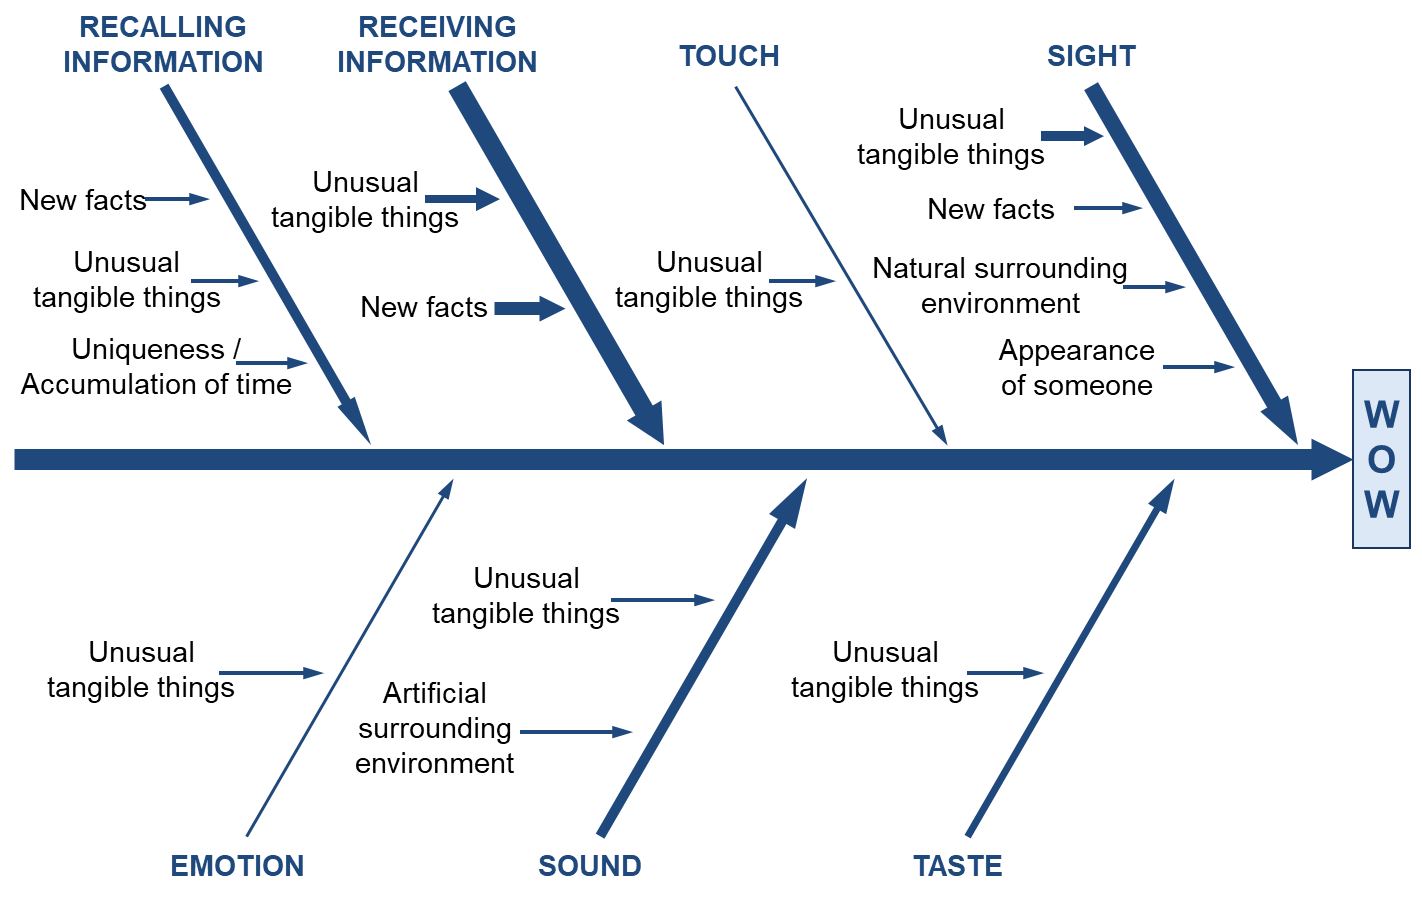 RECALLING
INFORMATION
RECEIVING
INFORMATION
TOUCH
SIGHT
New facts
Unusual
tangible things
Uniqueness /
Accumulation of time
Unusual
tangible things
New facts
Unusual
tangible things
Unusual
tangible things
New facts
Natural surrounding
environment
Appearance
of someone
W
O
W
Unusual
tangible things
Unusual
tangible things
Artificial
surrounding
environment
Unusual
tangible things
EMOTION
SOUND
TASTE